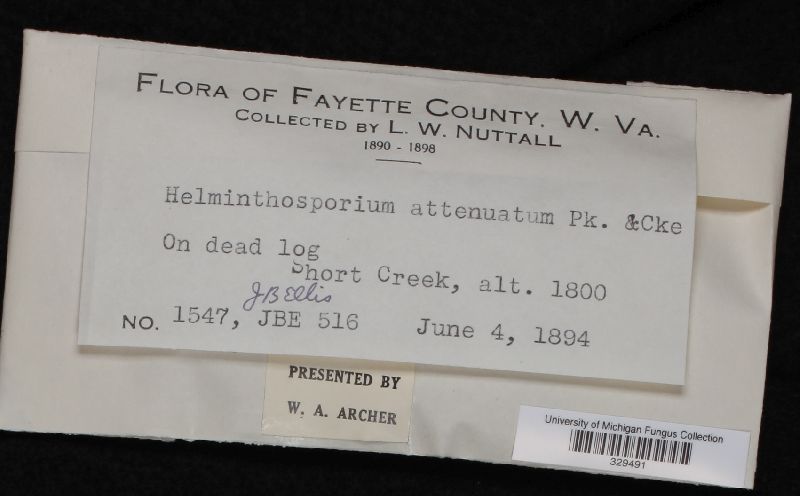 FLORA OF FAYETTE COUNTY, W. VA.
COLLECTED BY L. W. NUTTALL
1890 - 1898
Helminthosporium attenuatum Pk. &Cke
On dead log
Short Creek, alt. 1800
JB Ellis
NO. 1547, JBE 516 June 4, 1894
PRESENTED BY
W. A. ARCHER
University of Michigan Fungus Collection
329491